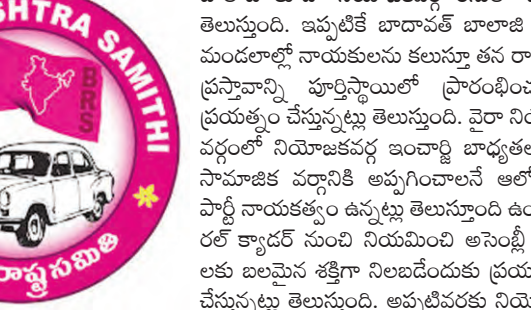 SHTRA SAMITHI
BRS
రాష్ట్రసమితి
తెలుస్తుంది. ఇప్పటికే బాదావత్ బాలాజి
మండలాల్లో నాయకులను కలుస్తూ తన రా
ప్రస్తావాన్ని పూర్తిస్థాయిలో ప్రారంభించ
ప్రయత్నం చేస్తున్నట్లు తెలుస్తుంది. వైరా ని
వర్గంలో నియోజకవర్గ ఇంచార్జి బాధ్యతల
సామాజిక వర్గానికి అప్పగించాలనే ఆలో
పార్టీ నాయకత్వం ఉన్నట్లు తెలుస్తూంది ఉం
రల్ క్యాడర్ నుంచి నియమించి అసెంబ్లీ
లకు బలమైన శక్తిగా నిలబడేందుకు ప్రయ
చేస్తున్నట్లు తెలుస్తుంది. అప్పటివరకు నియో